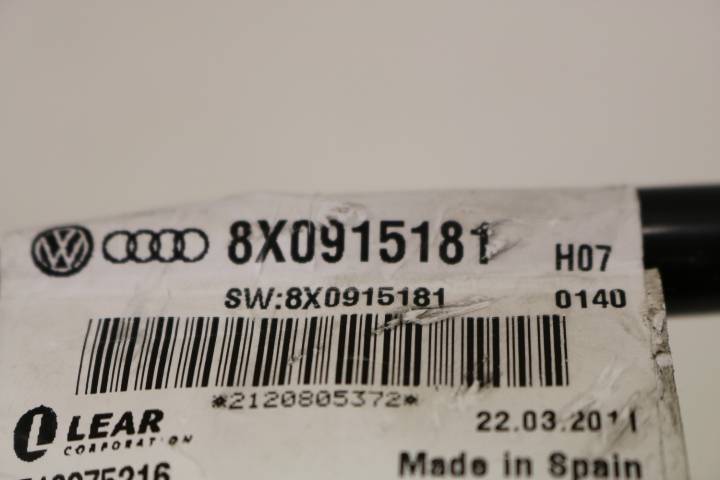 8X0915181 H07
SW:8X0915181 0140
*2120805372*
LEAR 22.03.2011
CORPORATION
Made in Spain